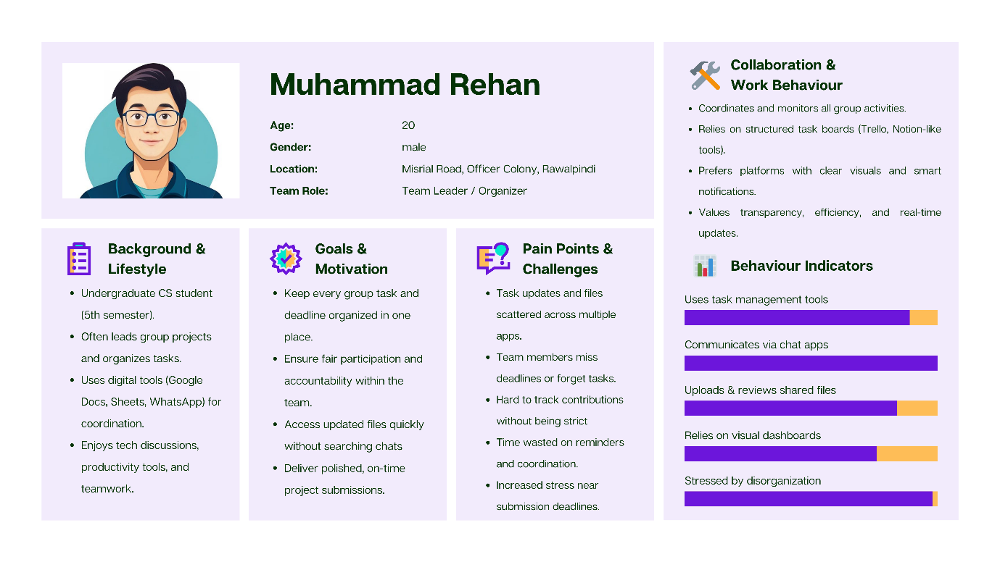 Muhammad Rehan
Age: 20
Gender: male
Location: Misrial Road, Officer Colony, Rawalpindi
Team Role: Team Leader / Organizer
Background &
Lifestyle
• Undergraduate CS student
(5th semester).
• Often leads group projects
and organizes tasks.
• Uses digital tools (Google
Docs, Sheets, WhatsApp) for
coordination.
• Enjoys tech discussions,
productivity tools, and
teamwork.
Goals &
Motivation
• Keep every group task and
deadline organized in one
place.
• Ensure fair participation and
accountability within the
team.
• Access updated files quickly
without searching chats
• Deliver polished, on-time
project submissions.
Pain Points &
Challenges
• Task updates and files
scattered across multiple
apps.
• Team members miss
deadlines or forget tasks.
• Hard to track contributions
without being strict
• Time wasted on reminders
and coordination.
• Increased stress near
submission deadlines.
Collaboration &
Work Behaviour
• Coordinates and monitors all group activities.
• Relies on structured task boards (Trello, Notion-like
tools).
• Prefers platforms with clear visuals and smart
notifications.
• Values transparency, efficiency, and real-time
updates.
Behaviour Indicators
Uses task management tools
Communicates via chat apps
Uploads & reviews shared files
Relies on visual dashboards
Stressed by disorganization